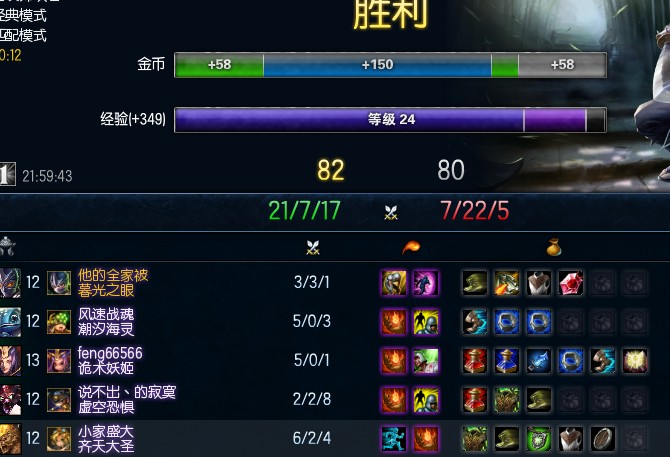 胜利
经典模式
匹配模式
0:12
金币 +58 +150 +58
经验(+349) 等级 24
1 21:59:43 82 80
21/7/17 7/22/5
12 他的全家被 3/3/1
暮光之眼
12 风速战魂 5/0/3
潮汐海灵
13 feng66566 5/0/1
诡术妖姬
12 说不出、的寂寞 2/2/8
虚空恐惧
12 小家盛大 6/2/4
齐天大圣